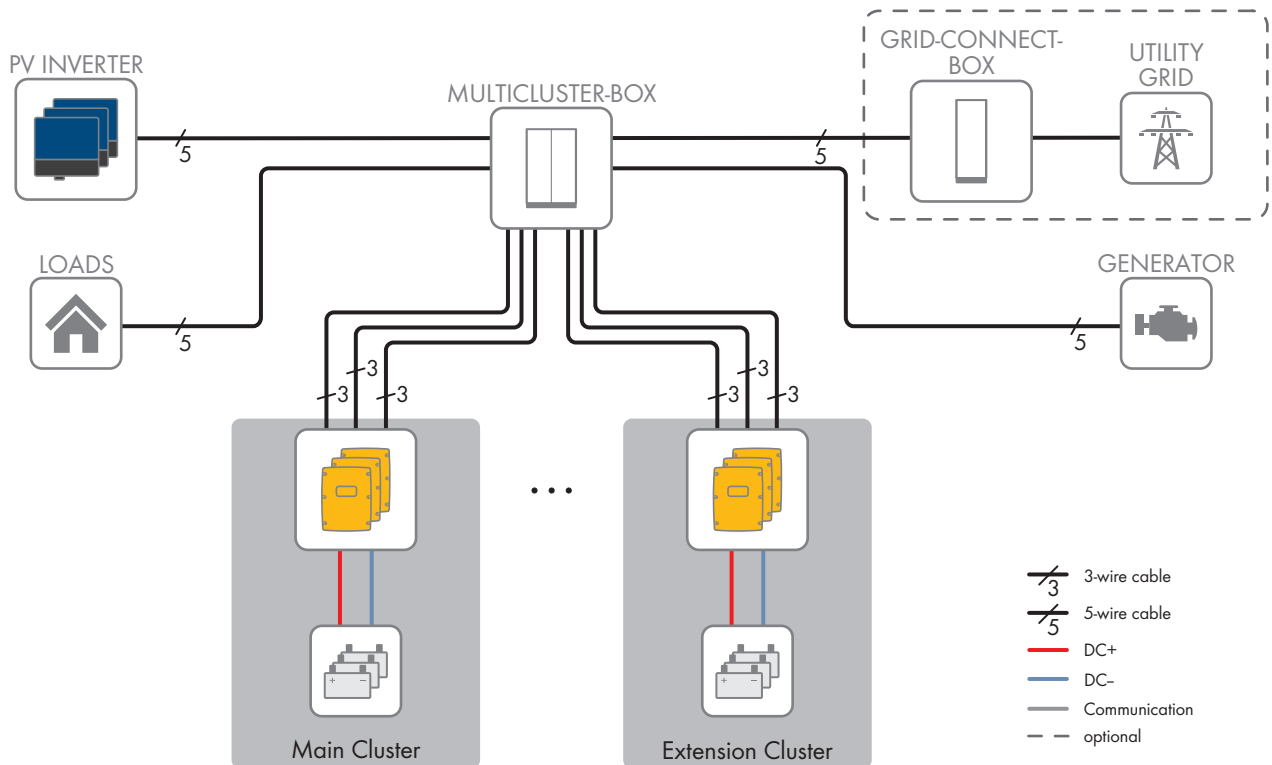 PV INVERTER
MULTICLUSTER-BOX
GRID-CONNECT-
BOX
UTILITY
GRID
5
5
LOADS
5
GENERATOR
5
3
3
3
3
3
3
+ –
+ –
...
Main Cluster
Extension Cluster
3 3-wire cable
5 5-wire cable
DC+
DC–
Communication
optional